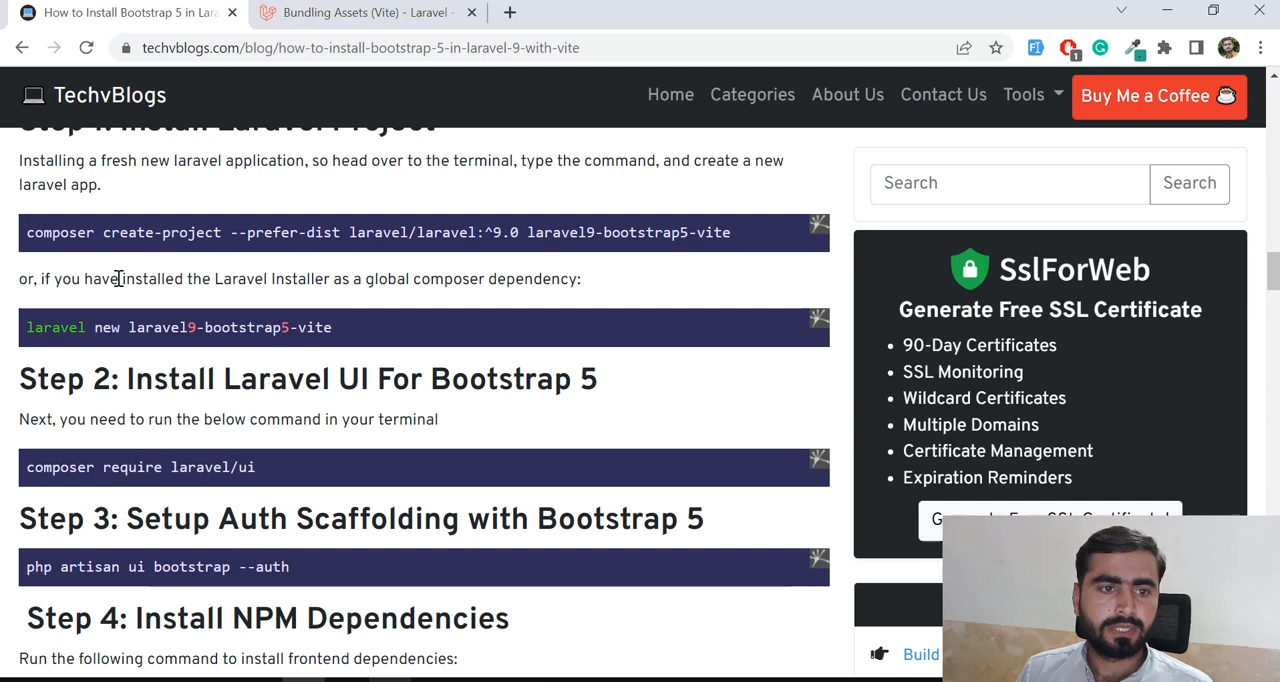 How to Install Bootstrap 5 in Lara
Bundling Assets (Vite) - Laravel -
techvblogs.com/blog/how-to-install-bootstrap-5-in-laravel-9-with-vite
1
TechvBlogs
Home Categories About Us Contact Us Tools
Buy Me a Coffee
Step 1: Install Laravel Project
Installing a fresh new laravel application, so head over to the terminal, type the command, and create a new
laravel app.
composer create-project --prefer-dist laravel/laravel:^9.0 laravel9-bootstrap5-vite
or, if you have installed the Laravel Installer as a global composer dependency:
laravel new laravel9-bootstrap5-vite
Step 2: Install Laravel UI For Bootstrap 5
Next, you need to run the below command in your terminal
composer require laravel/ui
Step 3: Setup Auth Scaffolding with Bootstrap 5
php artisan ui bootstrap --auth
Step 4: Install NPM Dependencies
Run the following command to install frontend dependencies:
Search
Search
SslForWeb
Generate Free SSL Certificate
• 90-Day Certificates
• SSL Monitoring
• Wildcard Certificates
• Multiple Domains
• Certificate Management
• Expiration Reminders
Build